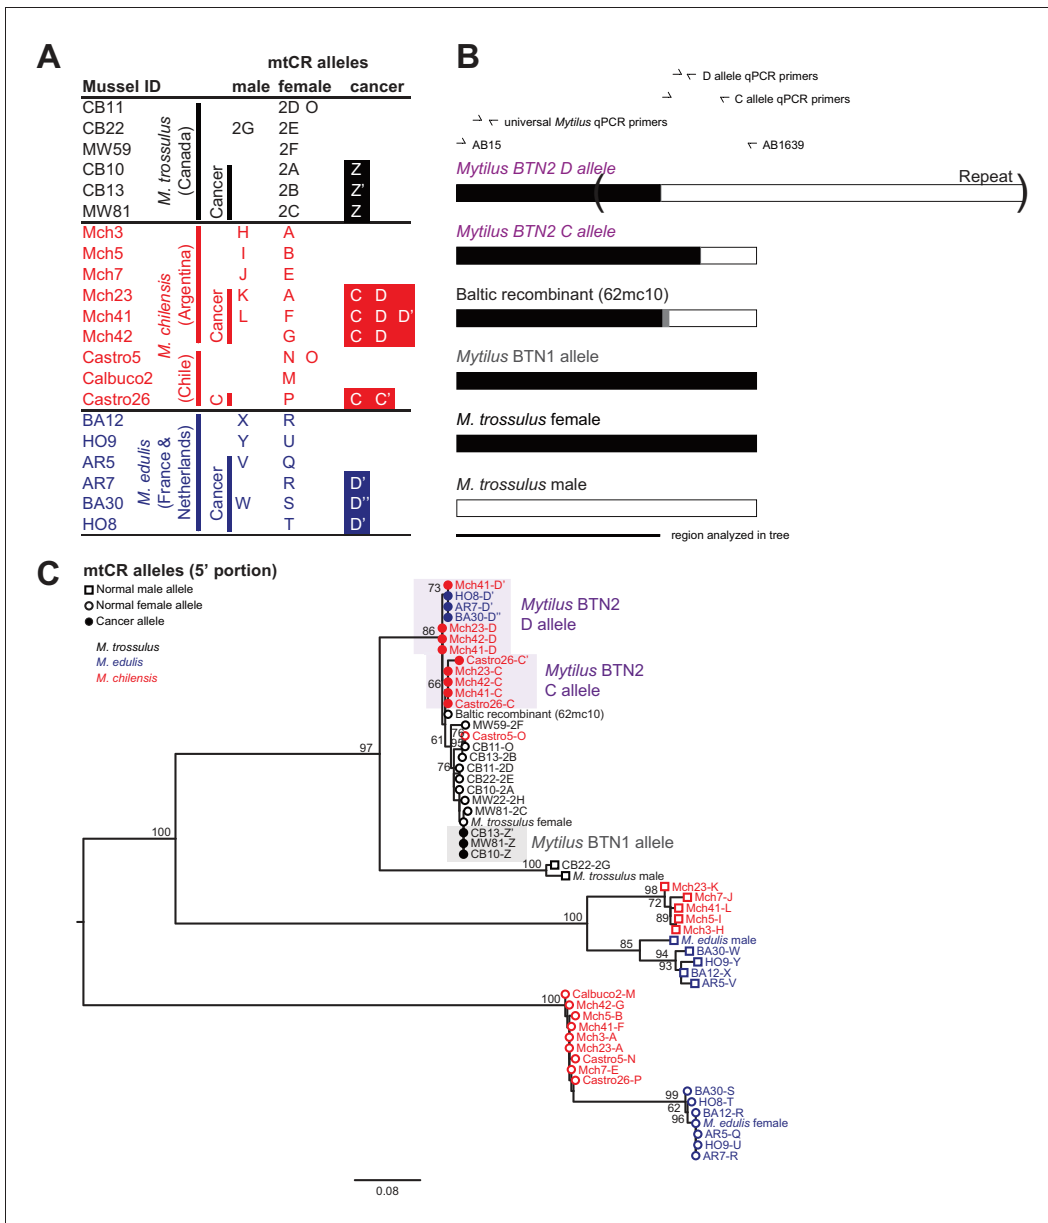 A
mtCR alleles
Mussel ID male female cancer
CB11 2D O
CB22 2G 2E
MW59 2F
CB10 2A Z
CB13 2B Z'
MW81 2C Z
M. trossulus
(Canada)
Cancer
Mch3 H A
Mch5 I B
Mch7 J E
Mch23 K A C D
Mch41 L F C D D'
Mch42 G C D
Castro5 N O
Calbuco2 M
Castro26 P C C'
M. chilensis
(Argentina)
(Chile)
Cancer
C
BA12 X R
HO9 Y U
AR5 V Q
AR7 R D'
BA30 W S D''
HO8 T D'
M. edulis
(France &
Netherlands)
Cancer
B
D allele qPCR primers
C allele qPCR primers
universal Mytilus qPCR primers
AB15
AB1639
Mytilus BTN2 D allele
( Repeat )
Mytilus BTN2 C allele
Baltic recombinant (62mc10)
Mytilus BTN1 allele
M. trossulus female
M. trossulus male
region analyzed in tree
C
mtCR alleles (5' portion)
Normal male allele
Normal female allele
Cancer allele
M. trossulus
M. edulis
M. chilensis
73
Mch41-D'
HO8-D'
AR7-D'
BA30-D''
86
Mch23-D
Mch42-D
Mch41-D
Mytilus BTN2
D allele
66
Castro26-C'
Mch23-C
Mch42-C
Mch41-C
Castro26-C
Mytilus BTN2
C allele
Baltic recombinant (62mc10)
MW59-2F
76
Castro5-O
61
95
CB11-O
CB13-2B
76
CB11-2D
CB22-2E
CB10-2A
MW22-2H
MW81-2C
M. trossulus female
CB13-Z'
MW81-Z
CB10-Z
Mytilus BTN1 allele
97
100
CB22-2G
M. trossulus male
100
98
Mch23-K
Mch7-J
72
Mch41-L
89
Mch5-I
Mch3-H
100
85
M. edulis male
94
BA30-W
93
HO9-Y
BA12-X
AR5-V
100
Calbuco2-M
Mch42-G
Mch5-B
Mch41-F
Mch3-A
Mch23-A
Castro5-N
Mch7-E
Castro26-P
99
BA30-S
62
HO8-T
96
BA12-R
M. edulis female
AR5-Q
HO9-U
AR7-R
0.08